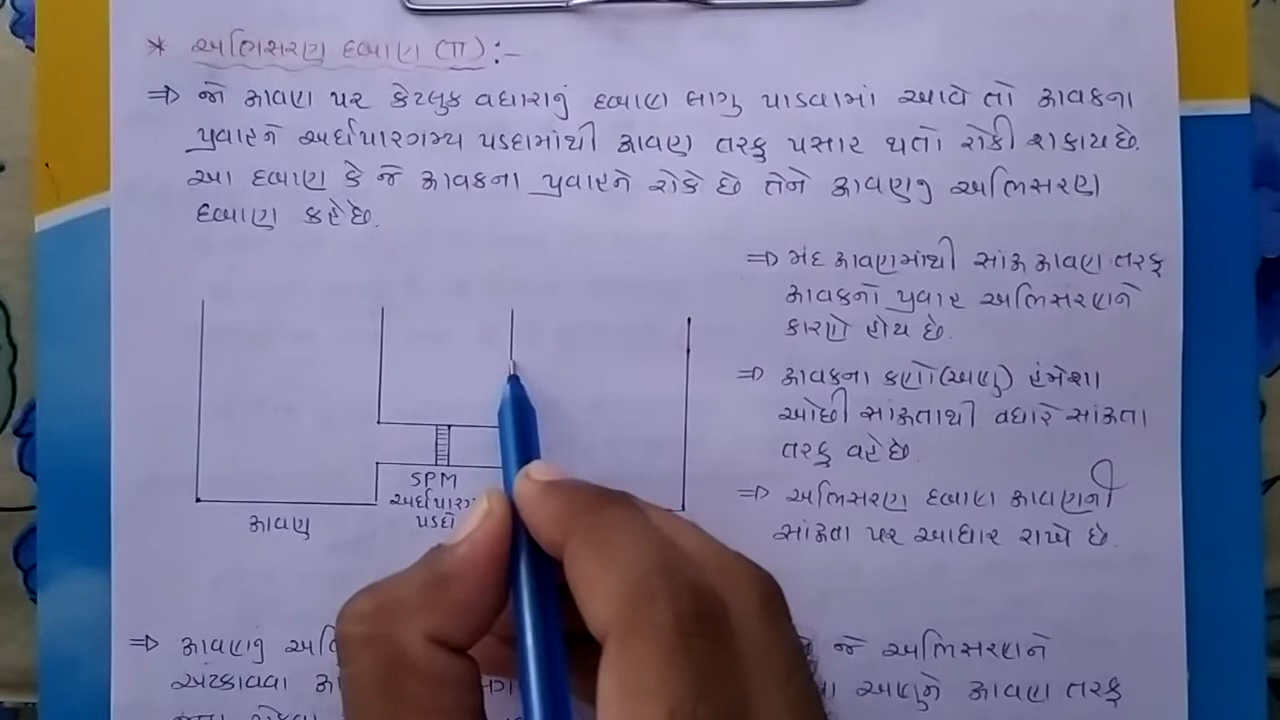 * અભિસરણ દબાણ (π) :-
⇒ જો દ્રાવણ પર કેટલુક વધારાનું દબાણ લાગુ પાડવામાં આવે તો દ્રાવકના
પ્રવાહને અર્ધપારગમ્ય પડદામાંથી દ્રાવણ તરફ પસાર થતો રોકી શકાય છે.
આ દબાણ કે જે દ્રાવકના પ્રવાહને રોકે છે તેને દ્રાવણનુ અભિસરણ
દબાણ કહે છે.
⇒ મંદ દ્રાવણમાંથી સાંદ્ર દ્રાવણ તરફ
દ્રાવકનો પ્રવાહ અભિસરણને
કારણે હોય છે.
⇒ દ્રાવકના કણો(અણુ) હંમેશા
ઓછી સાંદ્રતાથી વધારે સાંદ્રતા
તરફ વહે છે.
⇒ અભિસરણ દબાણ દ્રાવણની
સાંદ્રતા પર આધાર રાખે છે.
SPM
પડદો
દ્રાવણ
⇒ દ્રાવણનું જે અભિસરણને
અટકાવવા અણુને દ્રાવણ તરફ